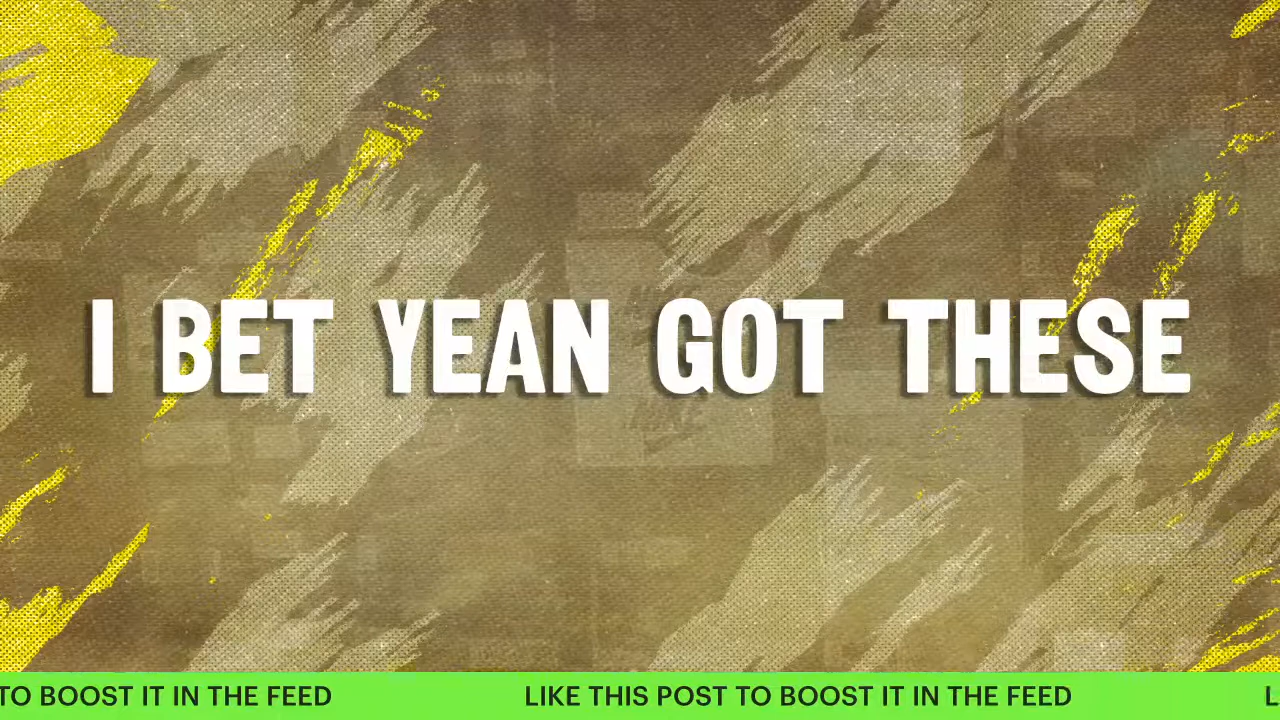 I BET YEAN GOT THESE
TO BOOST IT IN THE FEED LIKE THIS POST TO BOOST IT IN THE FEED L